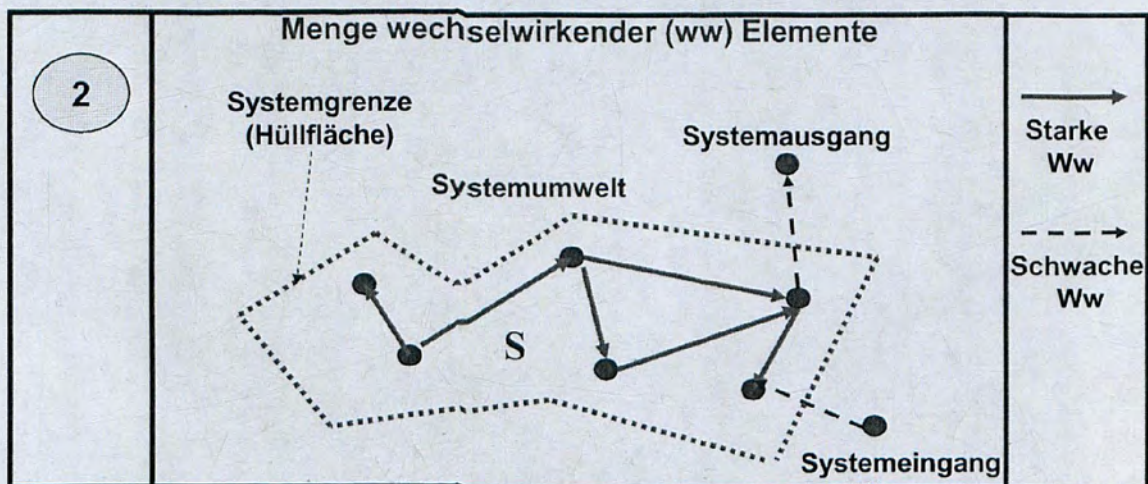 Menge wechselwirkender (ww) Elemente
2
Systemgrenze
(Hüllfläche)
Systemausgang
Systemumwelt
S
Systemeingang
Starke
Ww
Schwache
Ww